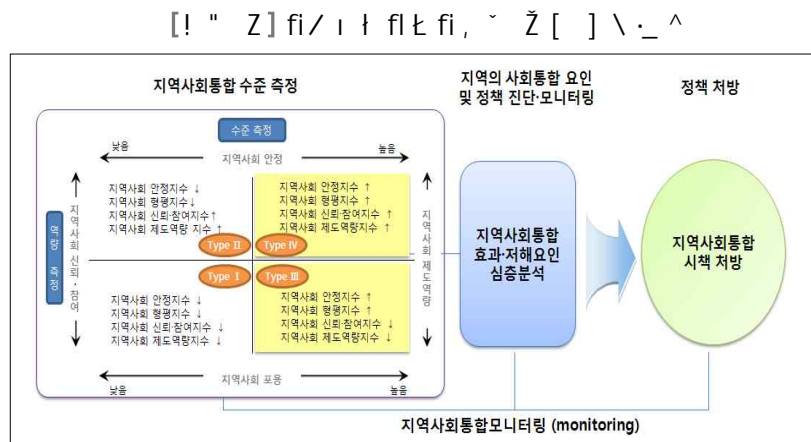 [! " Z] fi/ ı ł fl Ł fi, ˇ Ž [ ] \ ·_ ^
지역사회통합 수준 측정
지역의 사회통합 요인
및 정책 진단·모니터링
정책 처방
수준 측정
낮음
높음
지역사회 안정
역량 측정
지역사회 신뢰·참여
지역사회 안정지수 ↓
지역사회 형평지수↓
지역사회 신뢰·참여지수↑
지역사회 제도역량 지수 ↑
Type Ⅱ
지역사회 안정지수 ↑
지역사회 형평지수 ↑
지역사회 신뢰·참여지수 ↑
지역사회 제도역량지수 ↑
Type Ⅳ
지역사회 제도역량
Type Ⅰ
지역사회 안정지수 ↓
지역사회 형평지수 ↓
지역사회 신뢰·참여지수 ↓
지역사회 제도역량지수 ↓
Type Ⅲ
지역사회 안정지수 ↑
지역사회 형평지수 ↑
지역사회 신뢰·참여지수 ↓
지역사회 제도역량지수 ↓
지역사회 포용
낮음
높음
지역사회통합
효과·저해요인
심층분석
지역사회통합
시책 처방
지역사회통합모니터링 (monitoring)